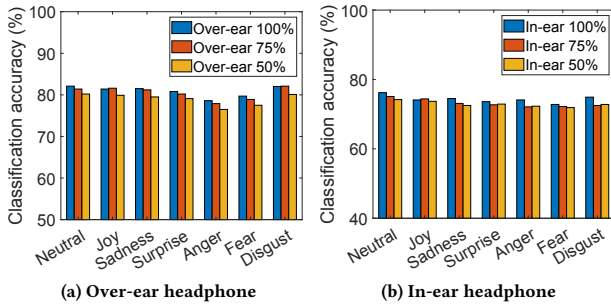 Classification accuracy (%)
100
90
80
70
60
50
Over-ear 100%
Over-ear 75%
Over-ear 50%
Neutral
Joy
Sadness
Surprise
Anger
Fear
Disgust
(a) Over-ear headphone
Classification accuracy (%)
100
80
60
40
In-ear 100%
In-ear 75%
In-ear 50%
Neutral
Joy
Sadness
Surprise
Anger
Fear
Disgust
(b) In-ear headphone